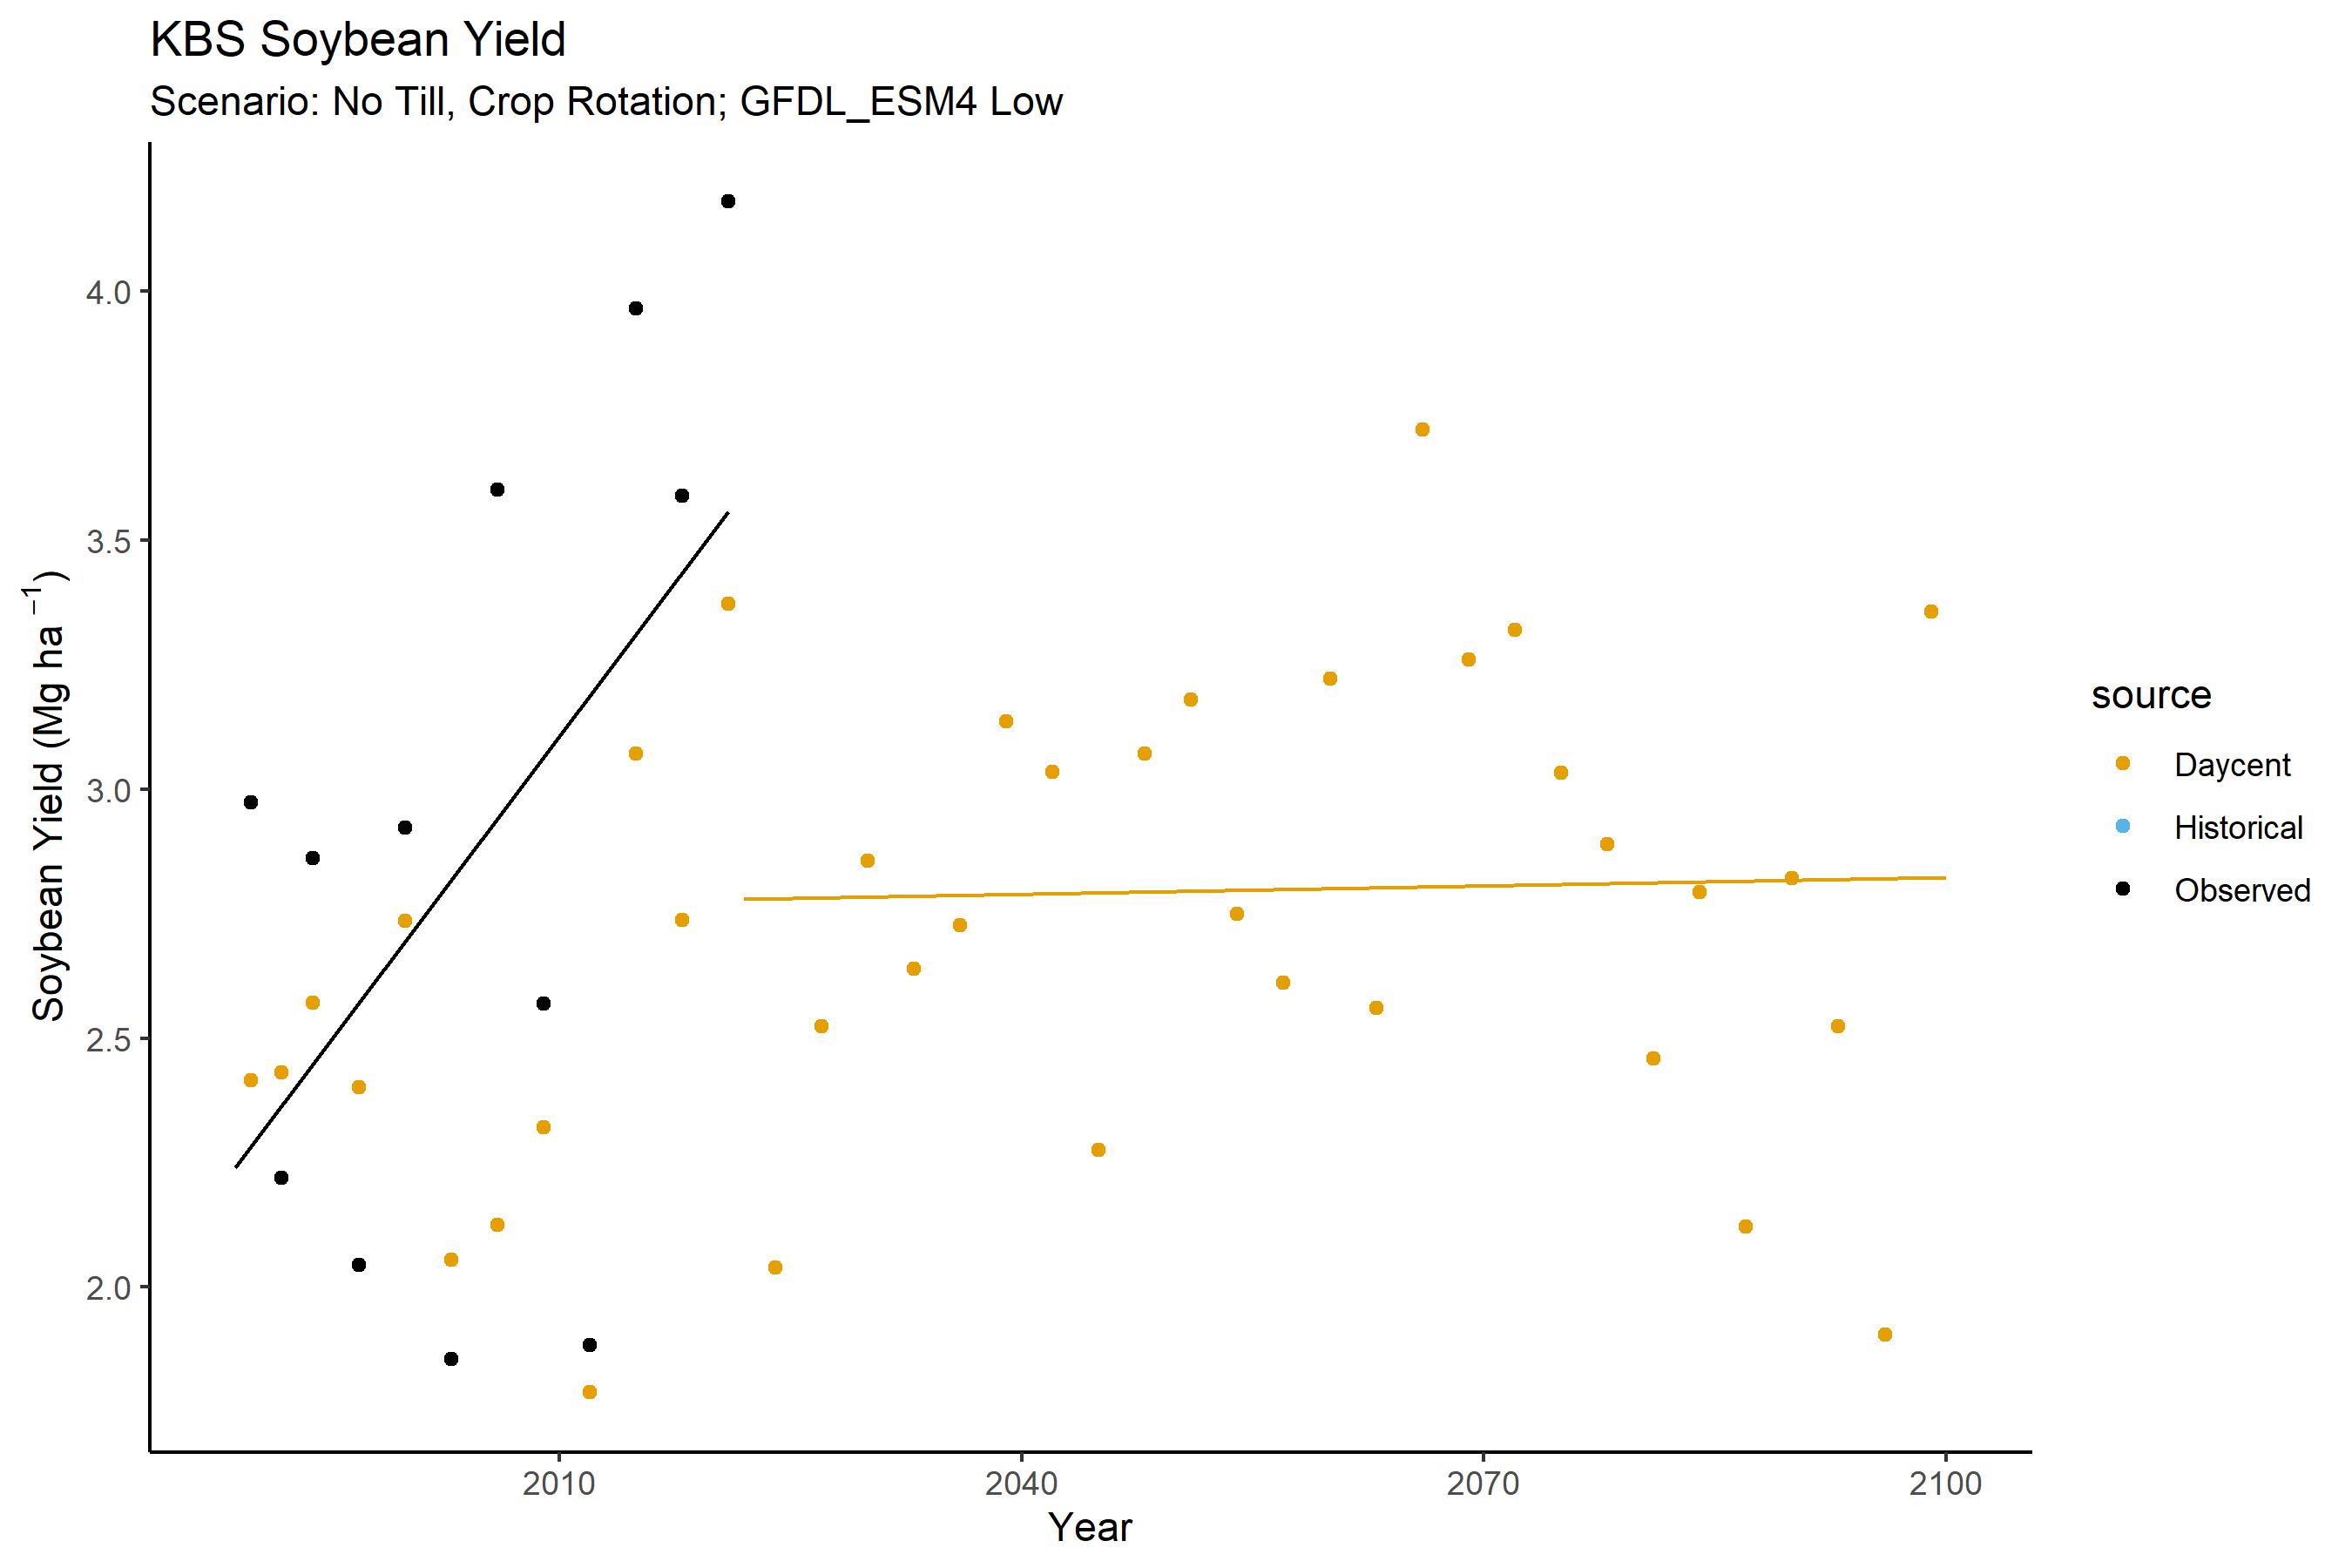 KBS Soybean Yield
Scenario: No Till, Crop Rotation; GFDL_ESM4 Low
Soybean Yield (Mg ha⁻¹)
4.0
3.5
3.0
2.5
2.0
2010
2040
2070
2100
Year
source
Daycent
Historical
Observed